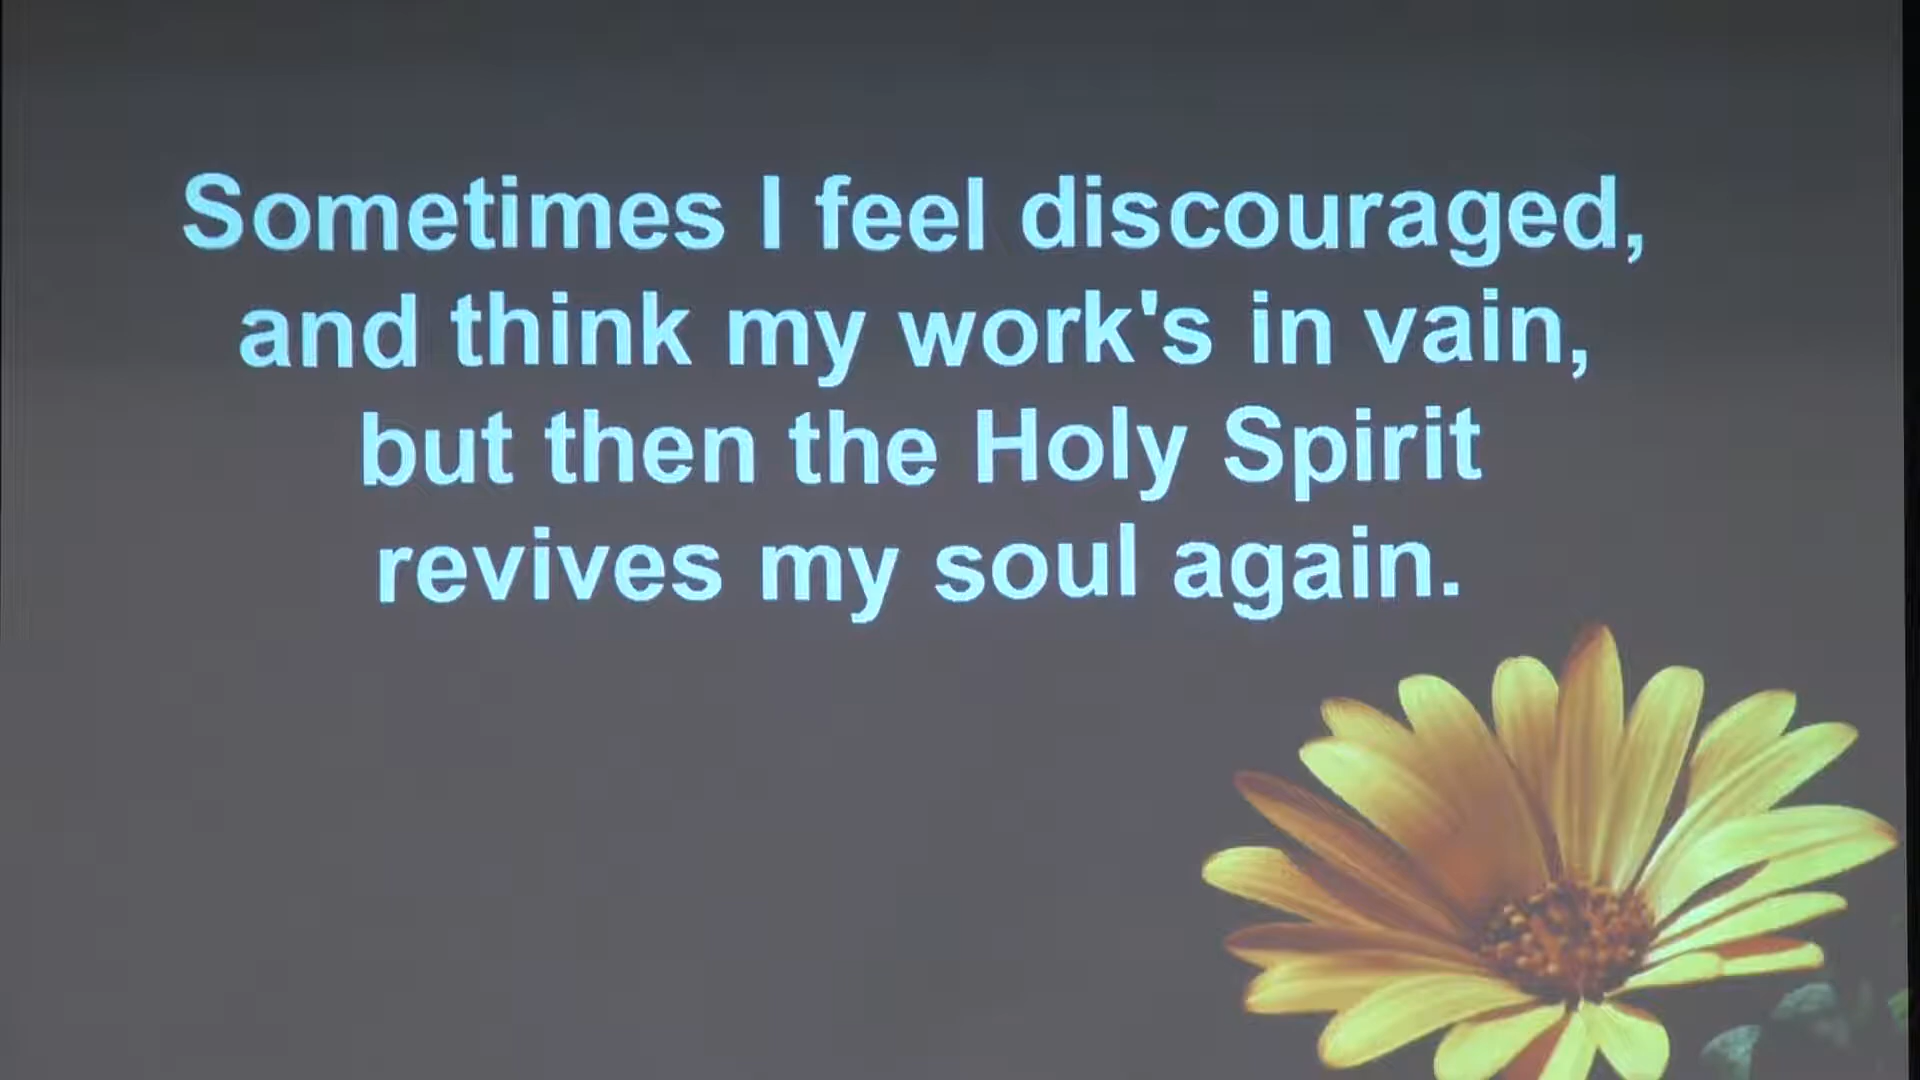 Sometimes I feel discouraged,
and think my work's in vain,
but then the Holy Spirit
revives my soul again.